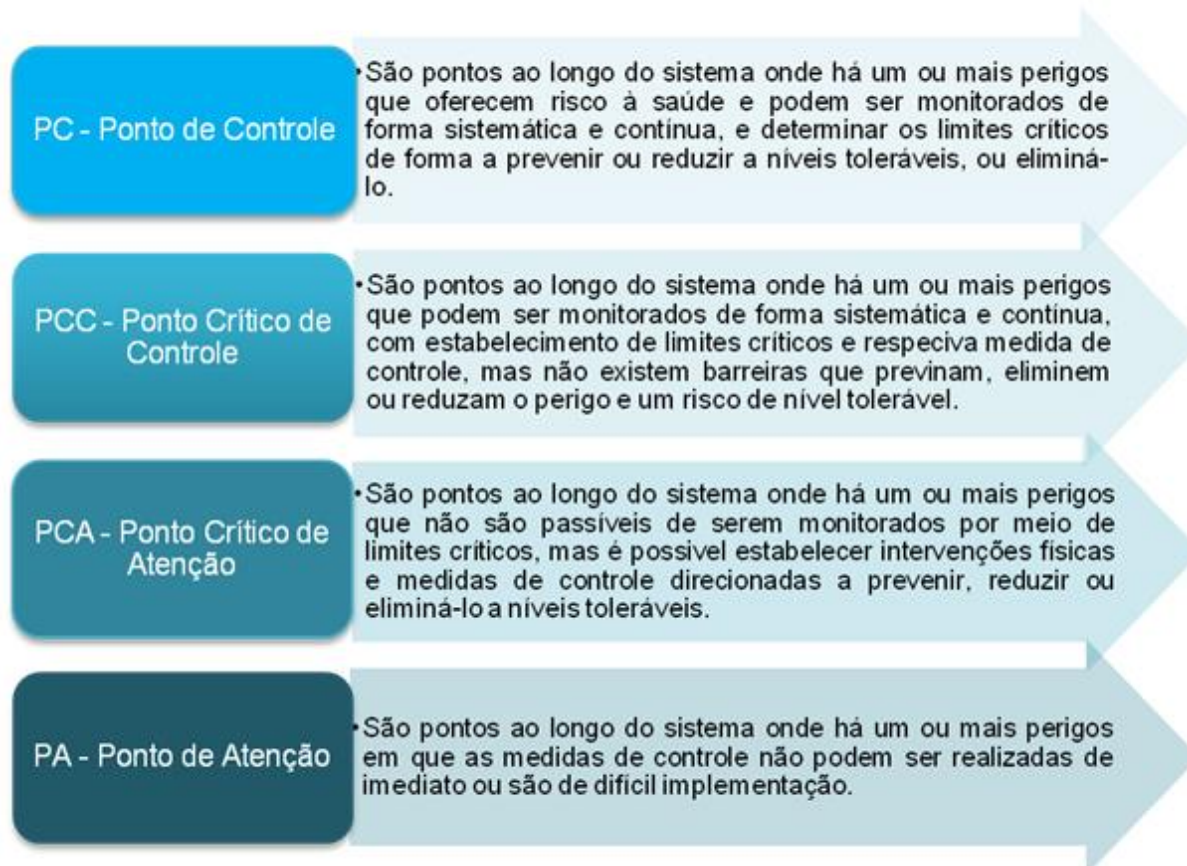 PC - Ponto de Controle
•São pontos ao longo do sistema onde há um ou mais perigos
que oferecem risco à saúde e podem ser monitorados de
forma sistemática e contínua, e determinar os limites críticos
de forma a prevenir ou reduzir a níveis toleráveis, ou eliminá-
lo.
PCC - Ponto Crítico de
Controle
•São pontos ao longo do sistema onde há um ou mais perigos
que podem ser monitorados de forma sistemática e contínua,
com estabelecimento de limites críticos e respeciva medida de
controle, mas não existem barreiras que previnam, eliminem
ou reduzam o perigo e um risco de nível tolerável.
PCA - Ponto Crítico de
Atenção
•São pontos ao longo do sistema onde há um ou mais perigos
que não são passíveis de serem monitorados por meio de
limites críticos, mas é possivel estabelecer intervenções físicas
e medidas de controle direcionadas a prevenir, reduzir ou
eliminá-lo a níveis toleráveis.
PA - Ponto de Atenção
•São pontos ao longo do sistema onde há um ou mais perigos
em que as medidas de controle não podem ser realizadas de
imediato ou são de difícil implementação.